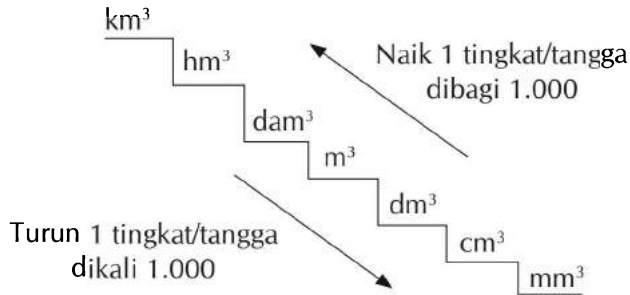 km³
hm³
dam³
m³
dm³
cm³
mm³
Naik 1 tingkat/tangga
dibagi 1.000
Turun 1 tingkat/tangga
dikali 1.000